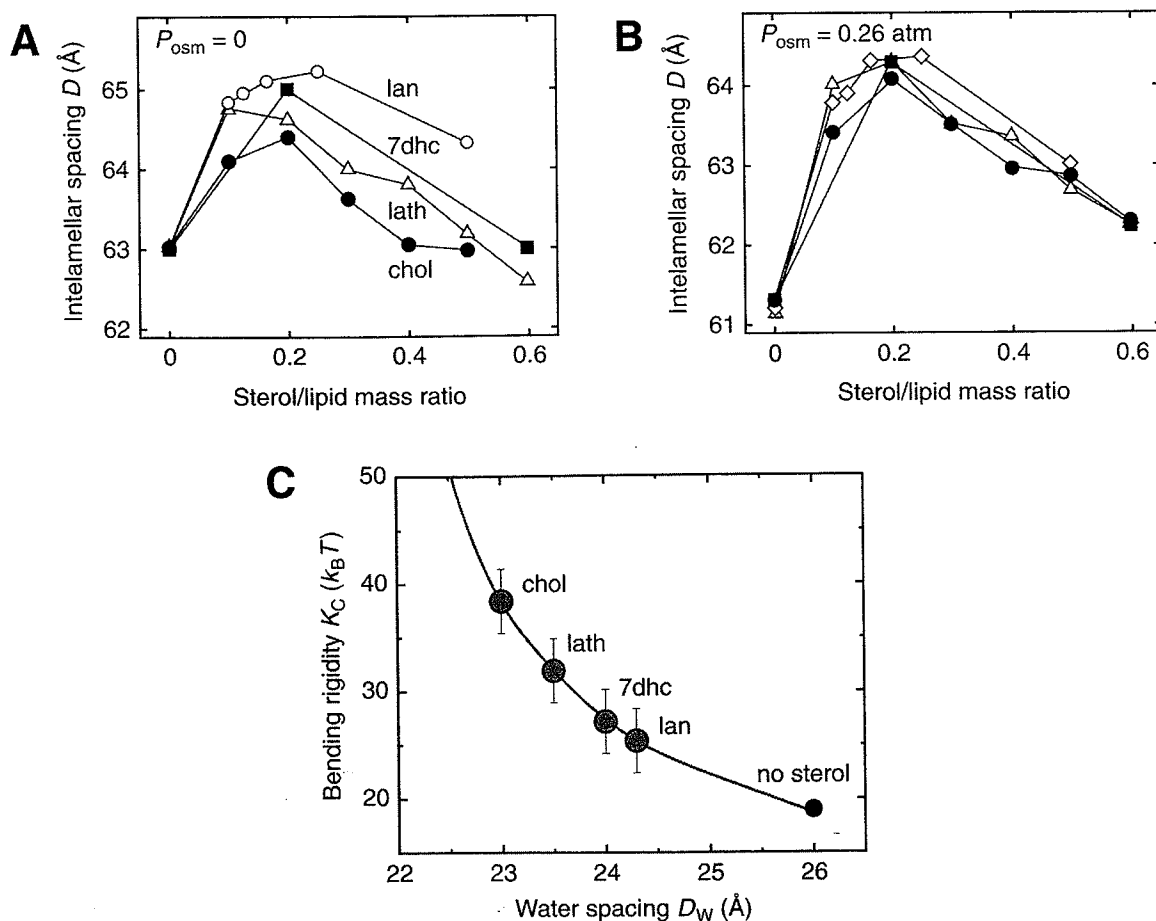 A
P_osm = 0
Intelamellar spacing D (Å)
65
64
63
62
lan
7dhc
lath
chol
0
0.2
0.4
0.6
Sterol/lipid mass ratio
B
P_osm = 0.26 atm
Intelamellar spacing D (Å)
64
63
62
61
0
0.2
0.4
0.6
Sterol/lipid mass ratio
C
Bending rigidity K_C (k_BT)
50
40
30
20
chol
lath
7dhc
lan
no sterol
22
23
24
25
26
Water spacing D_W (Å)